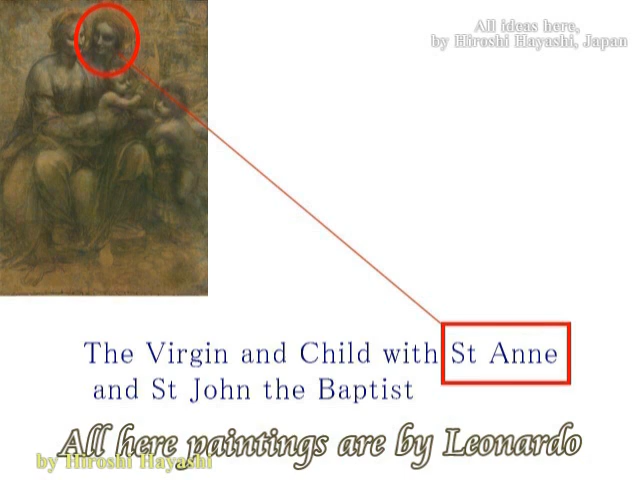 All ideas here,
by Hiroshi Hayashi, Japan
The Virgin and Child with St Anne
and St John the Baptist
All here paintings are by Leonardo
by Hiroshi Hayashi